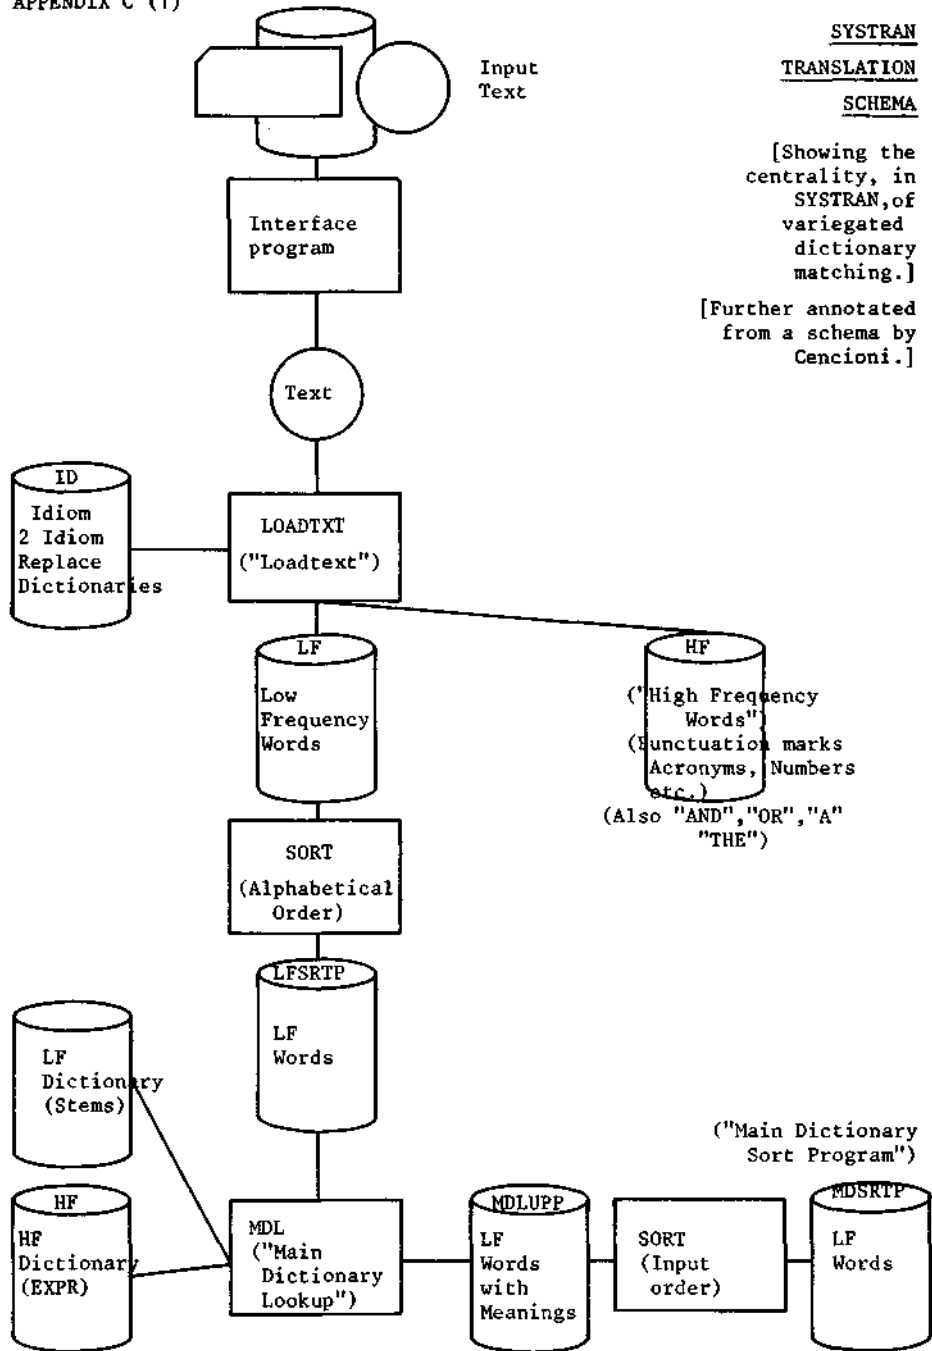 APPENDIX C (1)
SYSTRAN
TRANSLATION
SCHEMA
[Showing the
centrality, in
SYSTRAN,of
variegated
dictionary
matching.]
[Further annotated
from a schema by
Cencioni.]
Input
Text
Interface
program
Text
ID
Idiom
2 Idiom
Replace
Dictionaries
LOADTXT
("Loadtext")
LF
Low
Frequency
Words
HF
("High Frequency
Words")
(Punctuation marks
Acronyms, Numbers
etc.)
(Also "AND","OR","A"
"THE")
SORT
(Alphabetical
Order)
LFSRTP
LF
Words
LF
Dictionary
(Stems)
HF
HF
Dictionary
(EXPR)
MDL
("Main
Dictionary
Lookup")
MDLUPP
LF
Words
with
Meanings
SORT
(Input
order)
("Main Dictionary
Sort Program")
MDSRTP
LF
Words